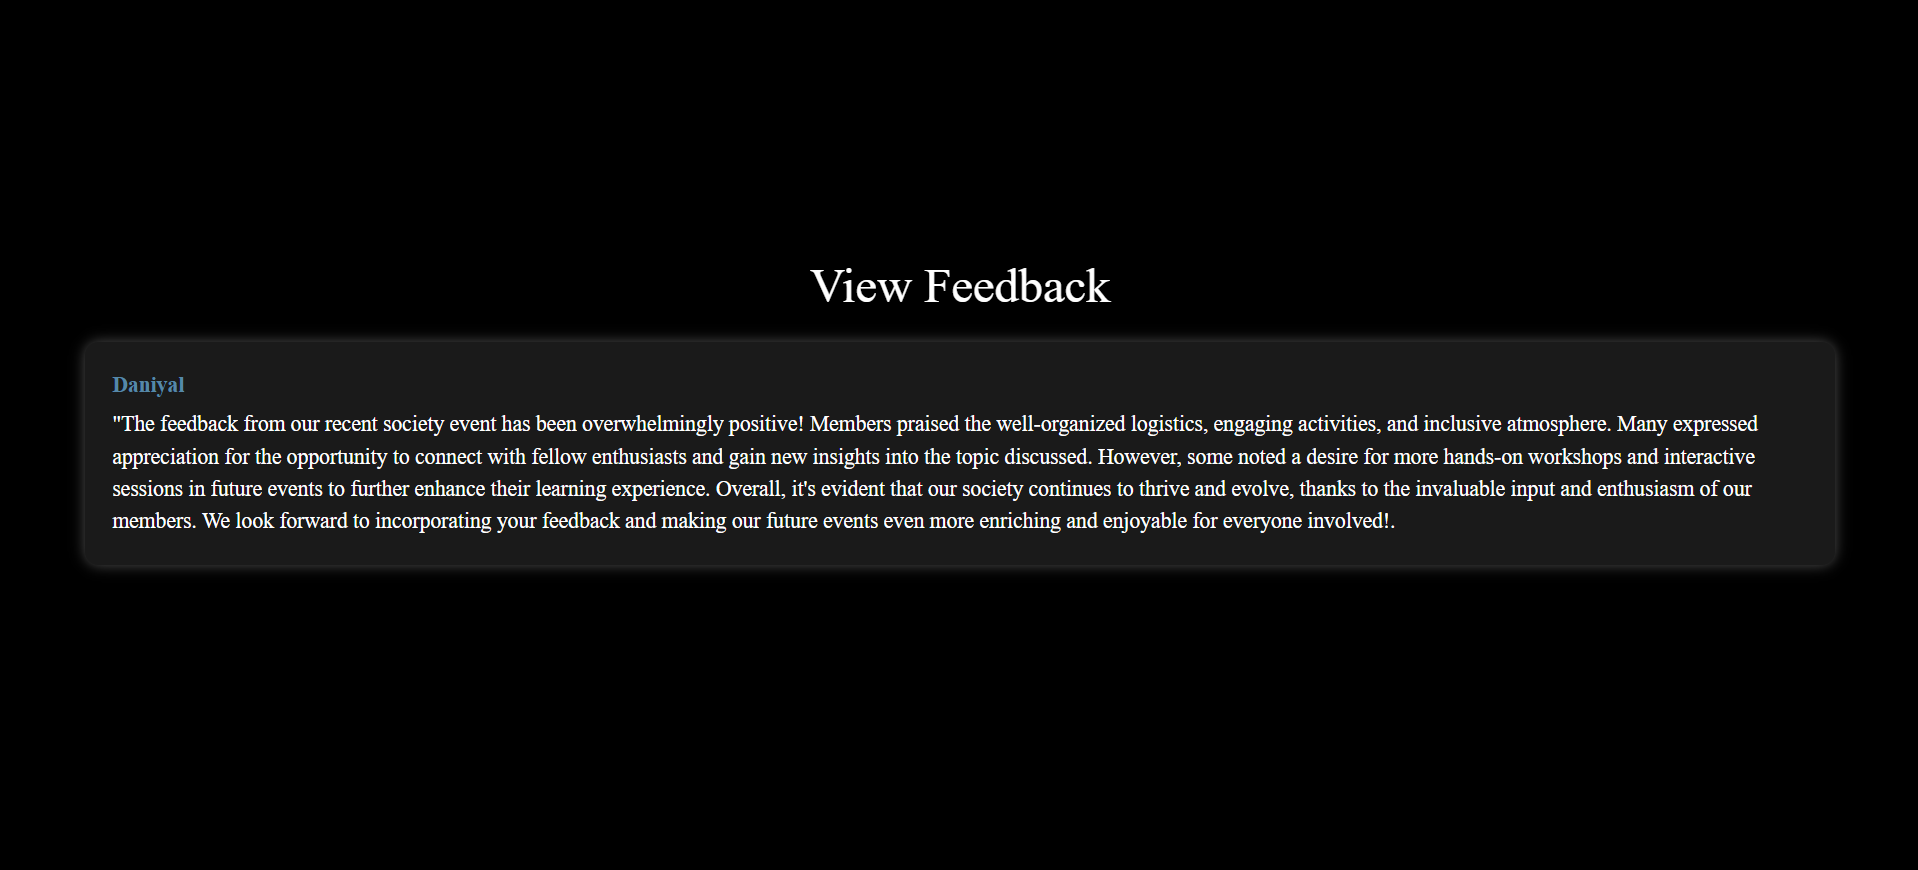 View Feedback
Daniyal
"The feedback from our recent society event has been overwhelmingly positive! Members praised the well-organized logistics, engaging activities, and inclusive atmosphere. Many expressed
appreciation for the opportunity to connect with fellow enthusiasts and gain new insights into the topic discussed. However, some noted a desire for more hands-on workshops and interactive
sessions in future events to further enhance their learning experience. Overall, it's evident that our society continues to thrive and evolve, thanks to the invaluable input and enthusiasm of our
members. We look forward to incorporating your feedback and making our future events even more enriching and enjoyable for everyone involved!.